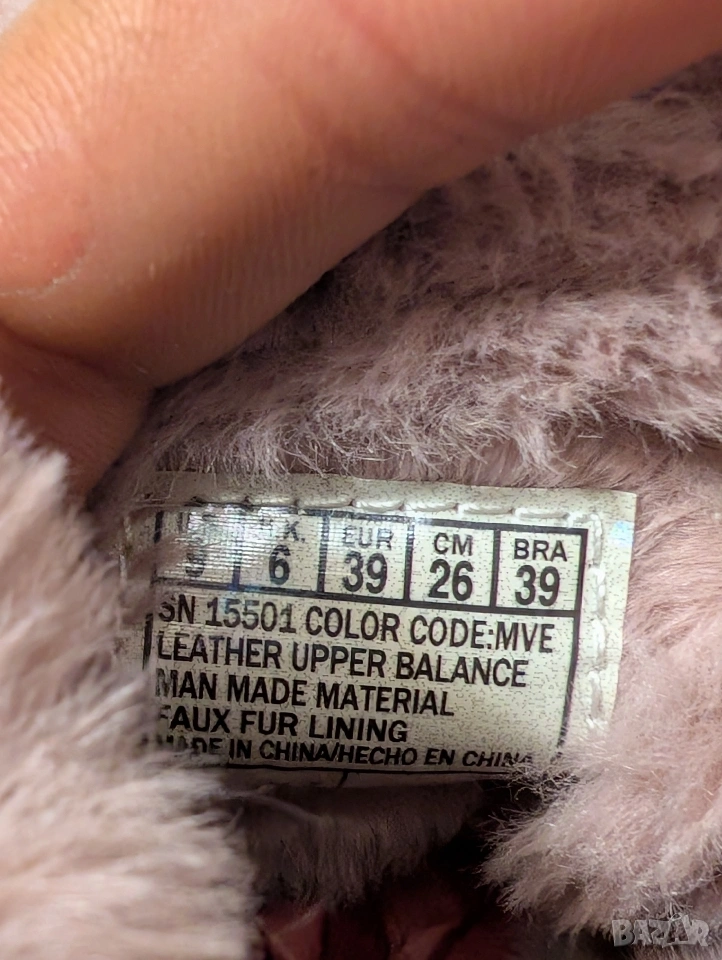 EUR CM BRA
6 39 26 39
SN 15501 COLOR CODE:MVE
LEATHER UPPER BALANCE
MAN MADE MATERIAL
FAUX FUR LINING
MADE IN CHINA/HECHO EN CHINA
BAZAR